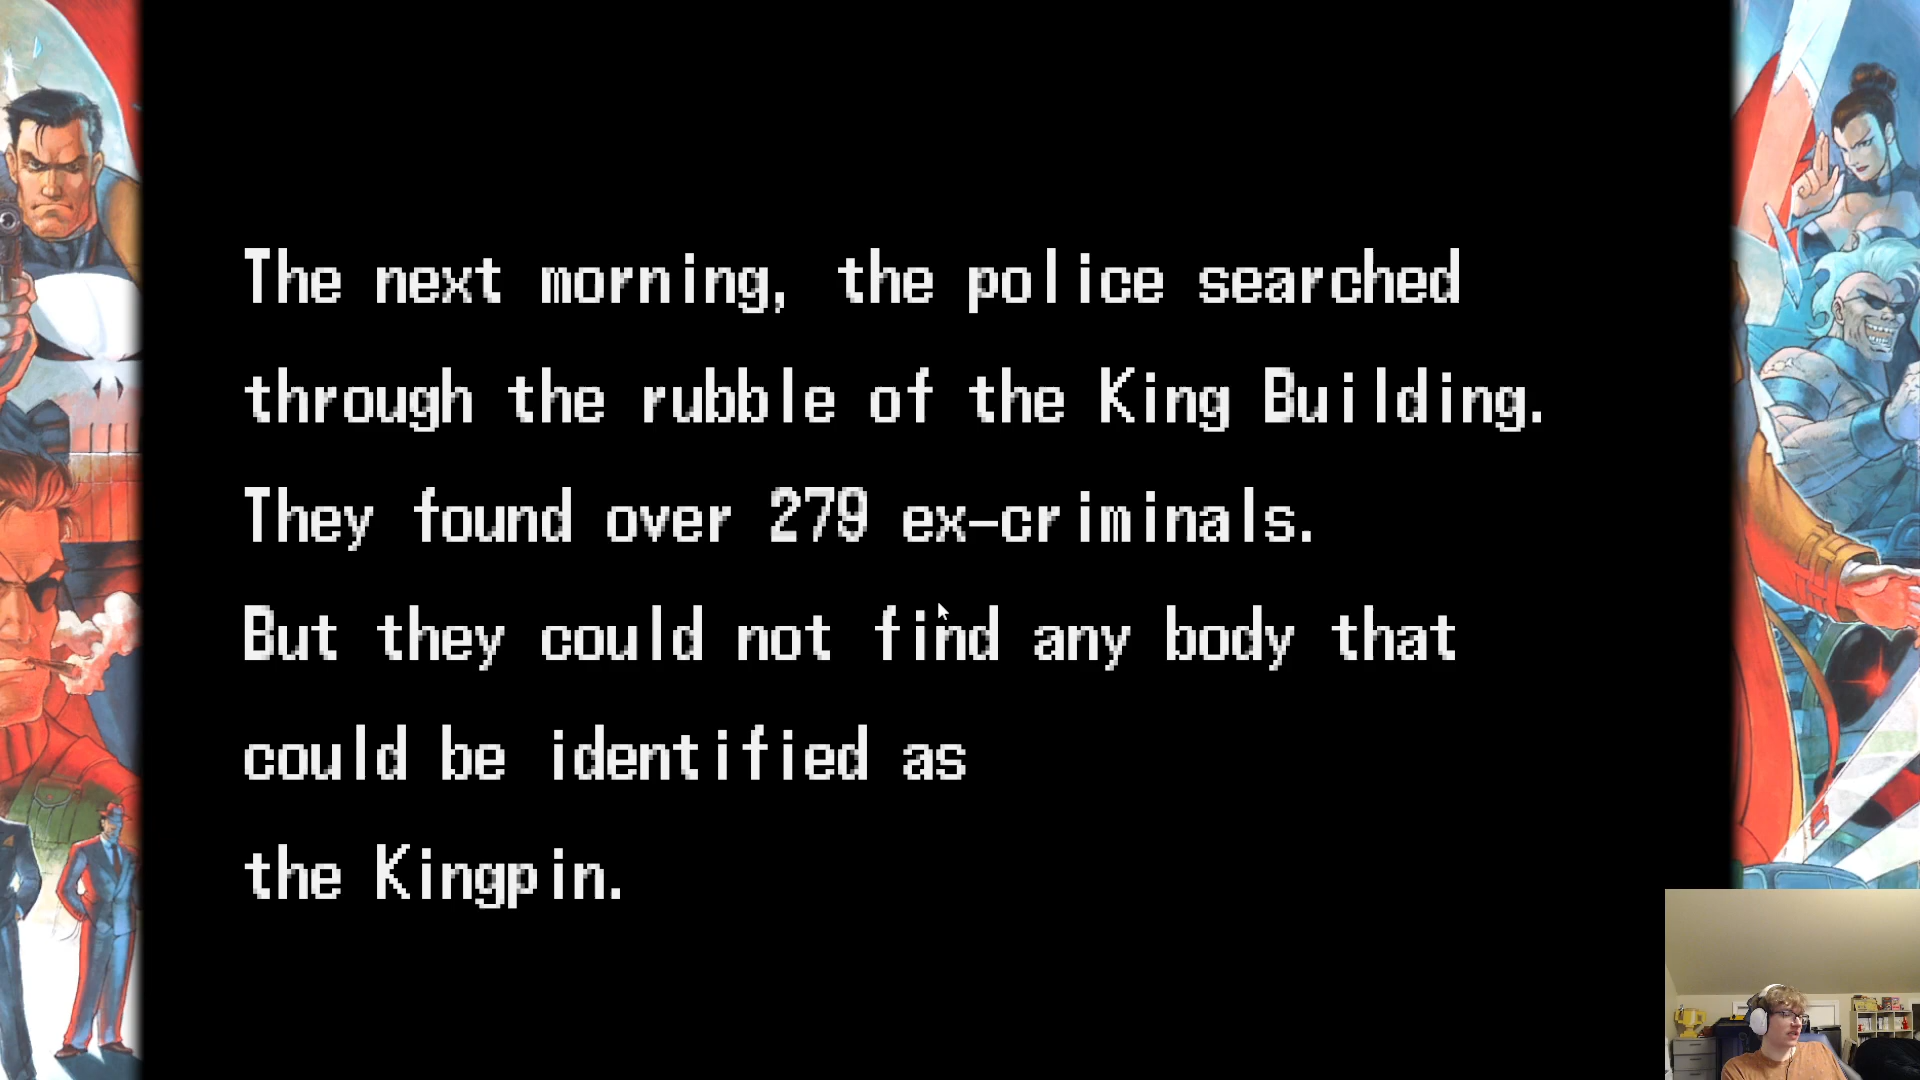 The next morning, the police searched
through the rubble of the King Building.
They found over 279 ex-criminals.
But they could not find any body that
could be identified as
the Kingpin.